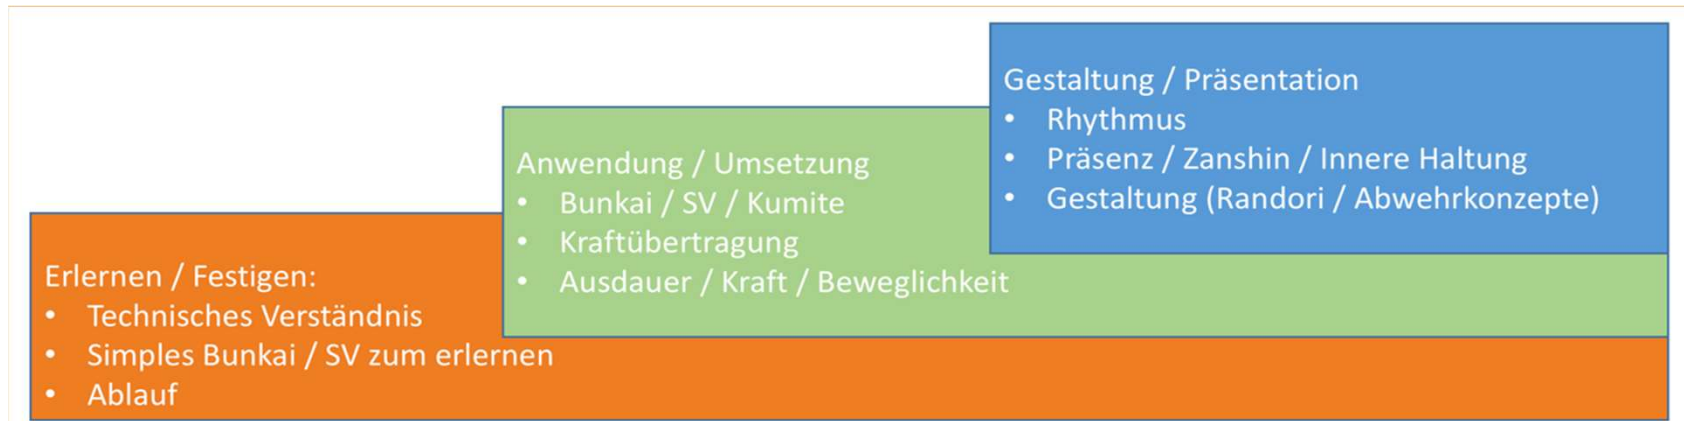 Gestaltung / Präsentation
• Rhythmus
• Präsenz / Zanshin / Innere Haltung
• Gestaltung (Randori / Abwehrkonzepte)
Anwendung / Umsetzung
• Bunkai / SV / Kumite
• Kraftübertragung
• Ausdauer / Kraft / Beweglichkeit
Erlernen / Festigen:
• Technisches Verständnis
• Simples Bunkai / SV zum erlernen
• Ablauf